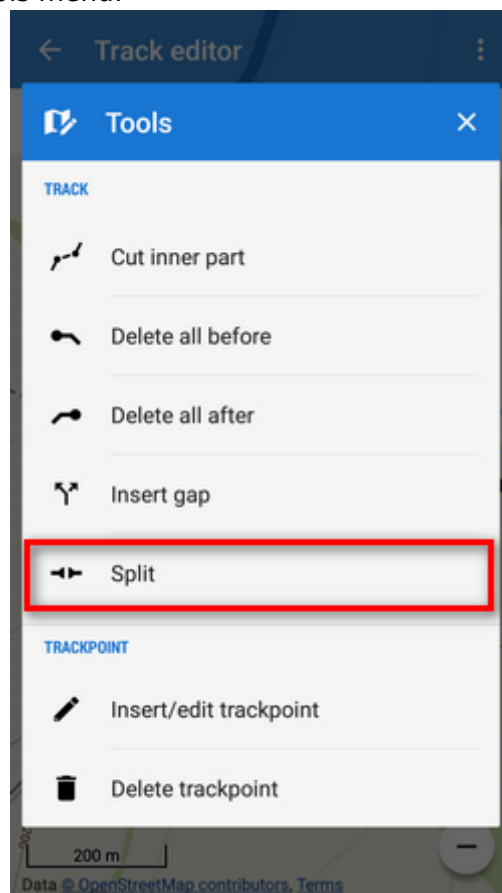 Track editor
Tools
TRACK
Cut inner part
Delete all before
Delete all after
Insert gap
Split
TRACKPOINT
Insert/edit trackpoint
Delete trackpoint
200 m
Data © OpenStreetMap contributors, Terms